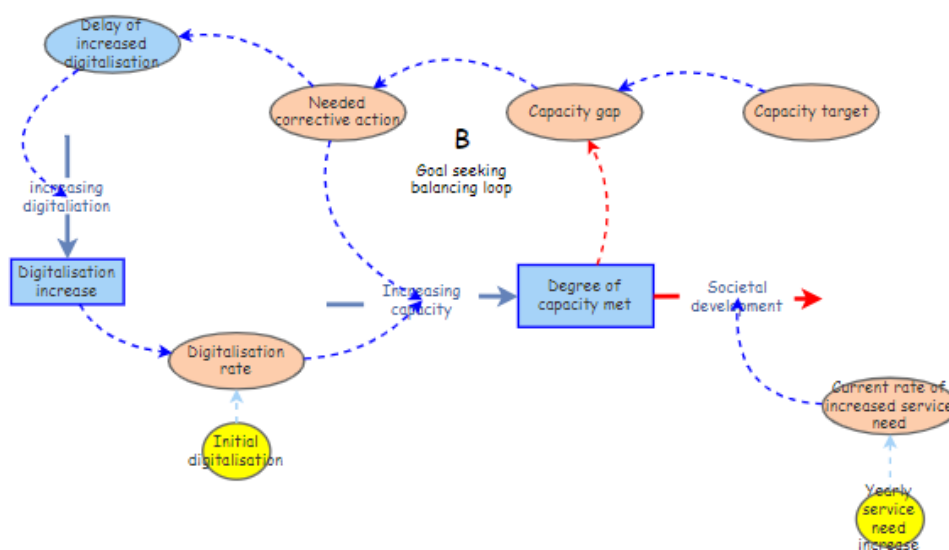 Delay of
increased
digitalisation
Needed
corrective action
Capacity gap
Capacity target
B
Goal seeking
balancing loop
increasing
digitaliation
Digitalisation
increase
Increasing
capacity
Degree of
capacity met
Societal
development
Digitalisation
rate
Current rate of
increased service
need
Initial
digitalisation
Yearly
service
need
increase